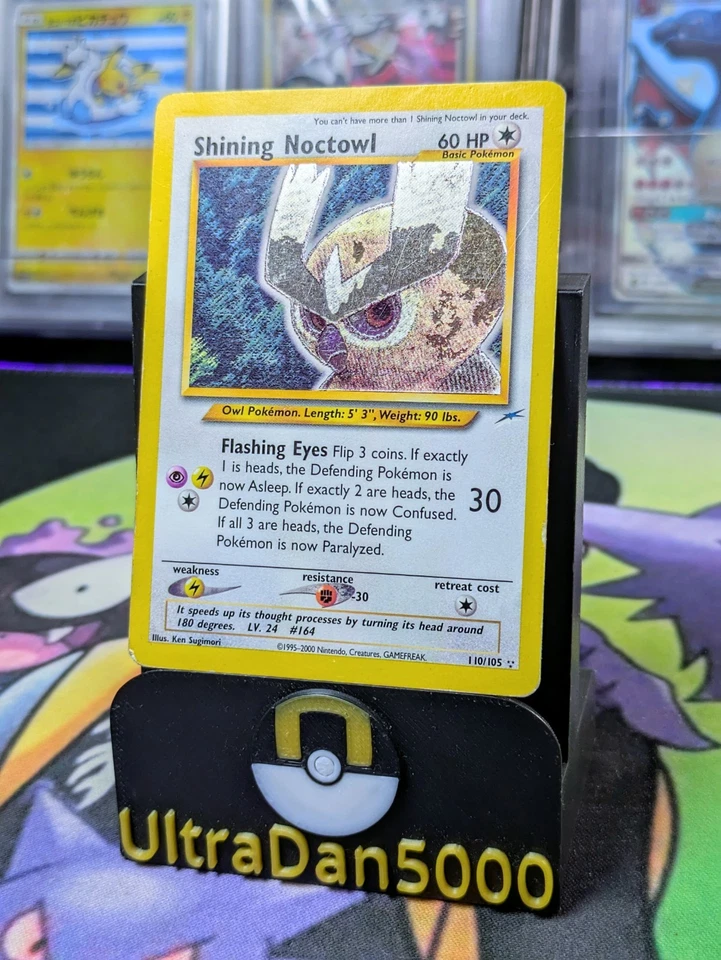 You can't have more than 1 Shining Noctowl in your deck.
Shining Noctowl 60 HP
Basic Pokémon
Owl Pokémon. Length: 5' 3", Weight: 90 lbs.
Flashing Eyes Flip 3 coins. If exactly
1 is heads, the Defending Pokémon is
now Asleep. If exactly 2 are heads, the
Defending Pokémon is now Confused.
If all 3 are heads, the Defending
Pokémon is now Paralyzed.
30
weakness
resistance
-30
retreat cost
It speeds up its thought processes by turning its head around
180 degrees. LV. 24 #164
Illus. Ken Sugimori
©1995-2000 Nintendo, Creatures, GAMEFREAK.
110/105
UltraDan5000